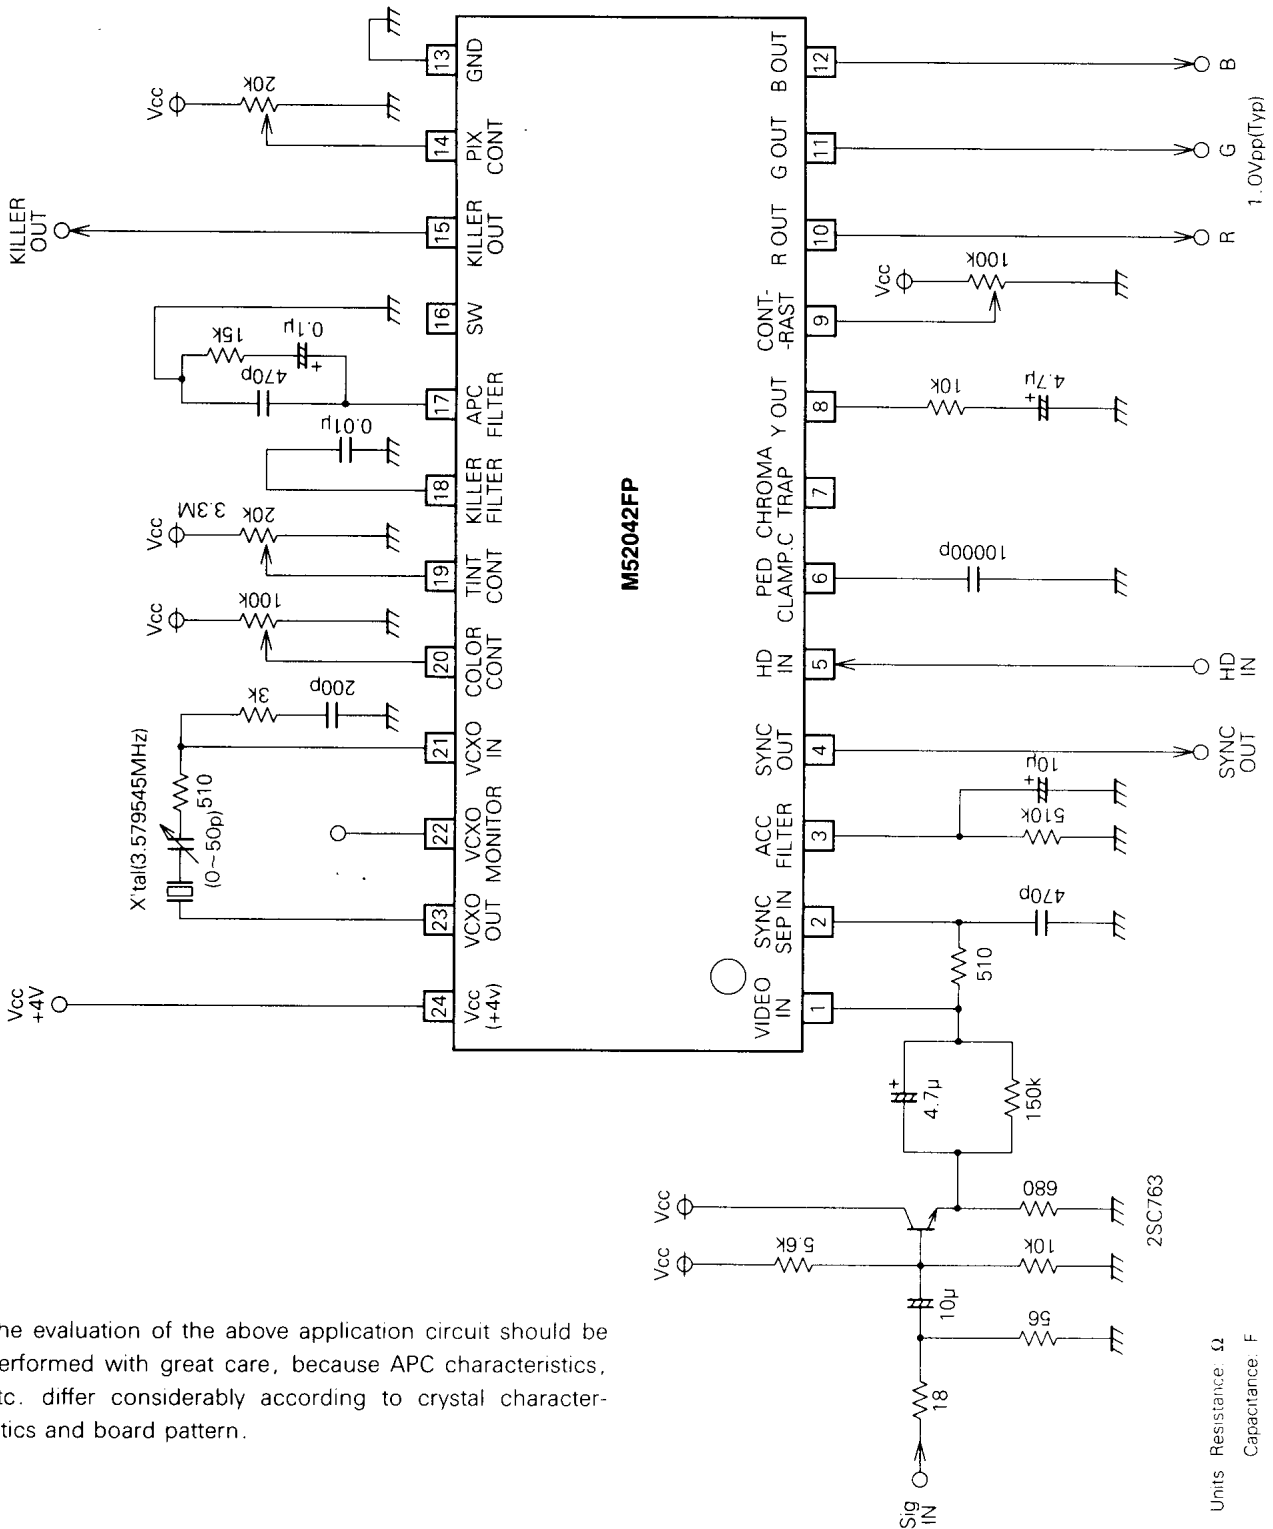 KILLER
OUT
Vcc
+4V
X'tal(3.579545MHz)
(0~50p)
510
3k
200p
Vcc
100k
Vcc
3.3M
20k
0.01μ
470p
15k
0.1μ
Vcc
20k
24
23
22
21
20
19
18
17
16
15
14
13
Vcc
(+4v)
VCXO
OUT
VCXO
MONITOR
VCXO
IN
COLOR
CONT
TINT
CONT
KILLER
FILTER
APC
FILTER
SW
KILLER
OUT
PIX
CONT
GND
M52042FP
VIDEO
IN
SYNC
SEP IN
ACC
FILTER
SYNC
OUT
HD
IN
PED
CLAMP.C
CHROMA
TRAP
Y OUT
CONT-
-RAST
R OUT
G OUT
B OUT
1
2
3
4
5
6
7
8
9
10
11
12
Sig
IN
18
56
10μ
Vcc
5.6k
10k
Vcc
680
2SC763
4.7μ
+
150k
510
470p
510k
10μ
+
SYNC
OUT
HD
IN
10000p
10k
4.7μ
+
Vcc
100k
R
G
B
1.0Vpp(Typ)
Units Resistance: Ω
Capacitance: F
he evaluation of the above application circuit should be
erformed with great care, because APC characteristics,
tc. differ considerably according to crystal character-
tics and board pattern.